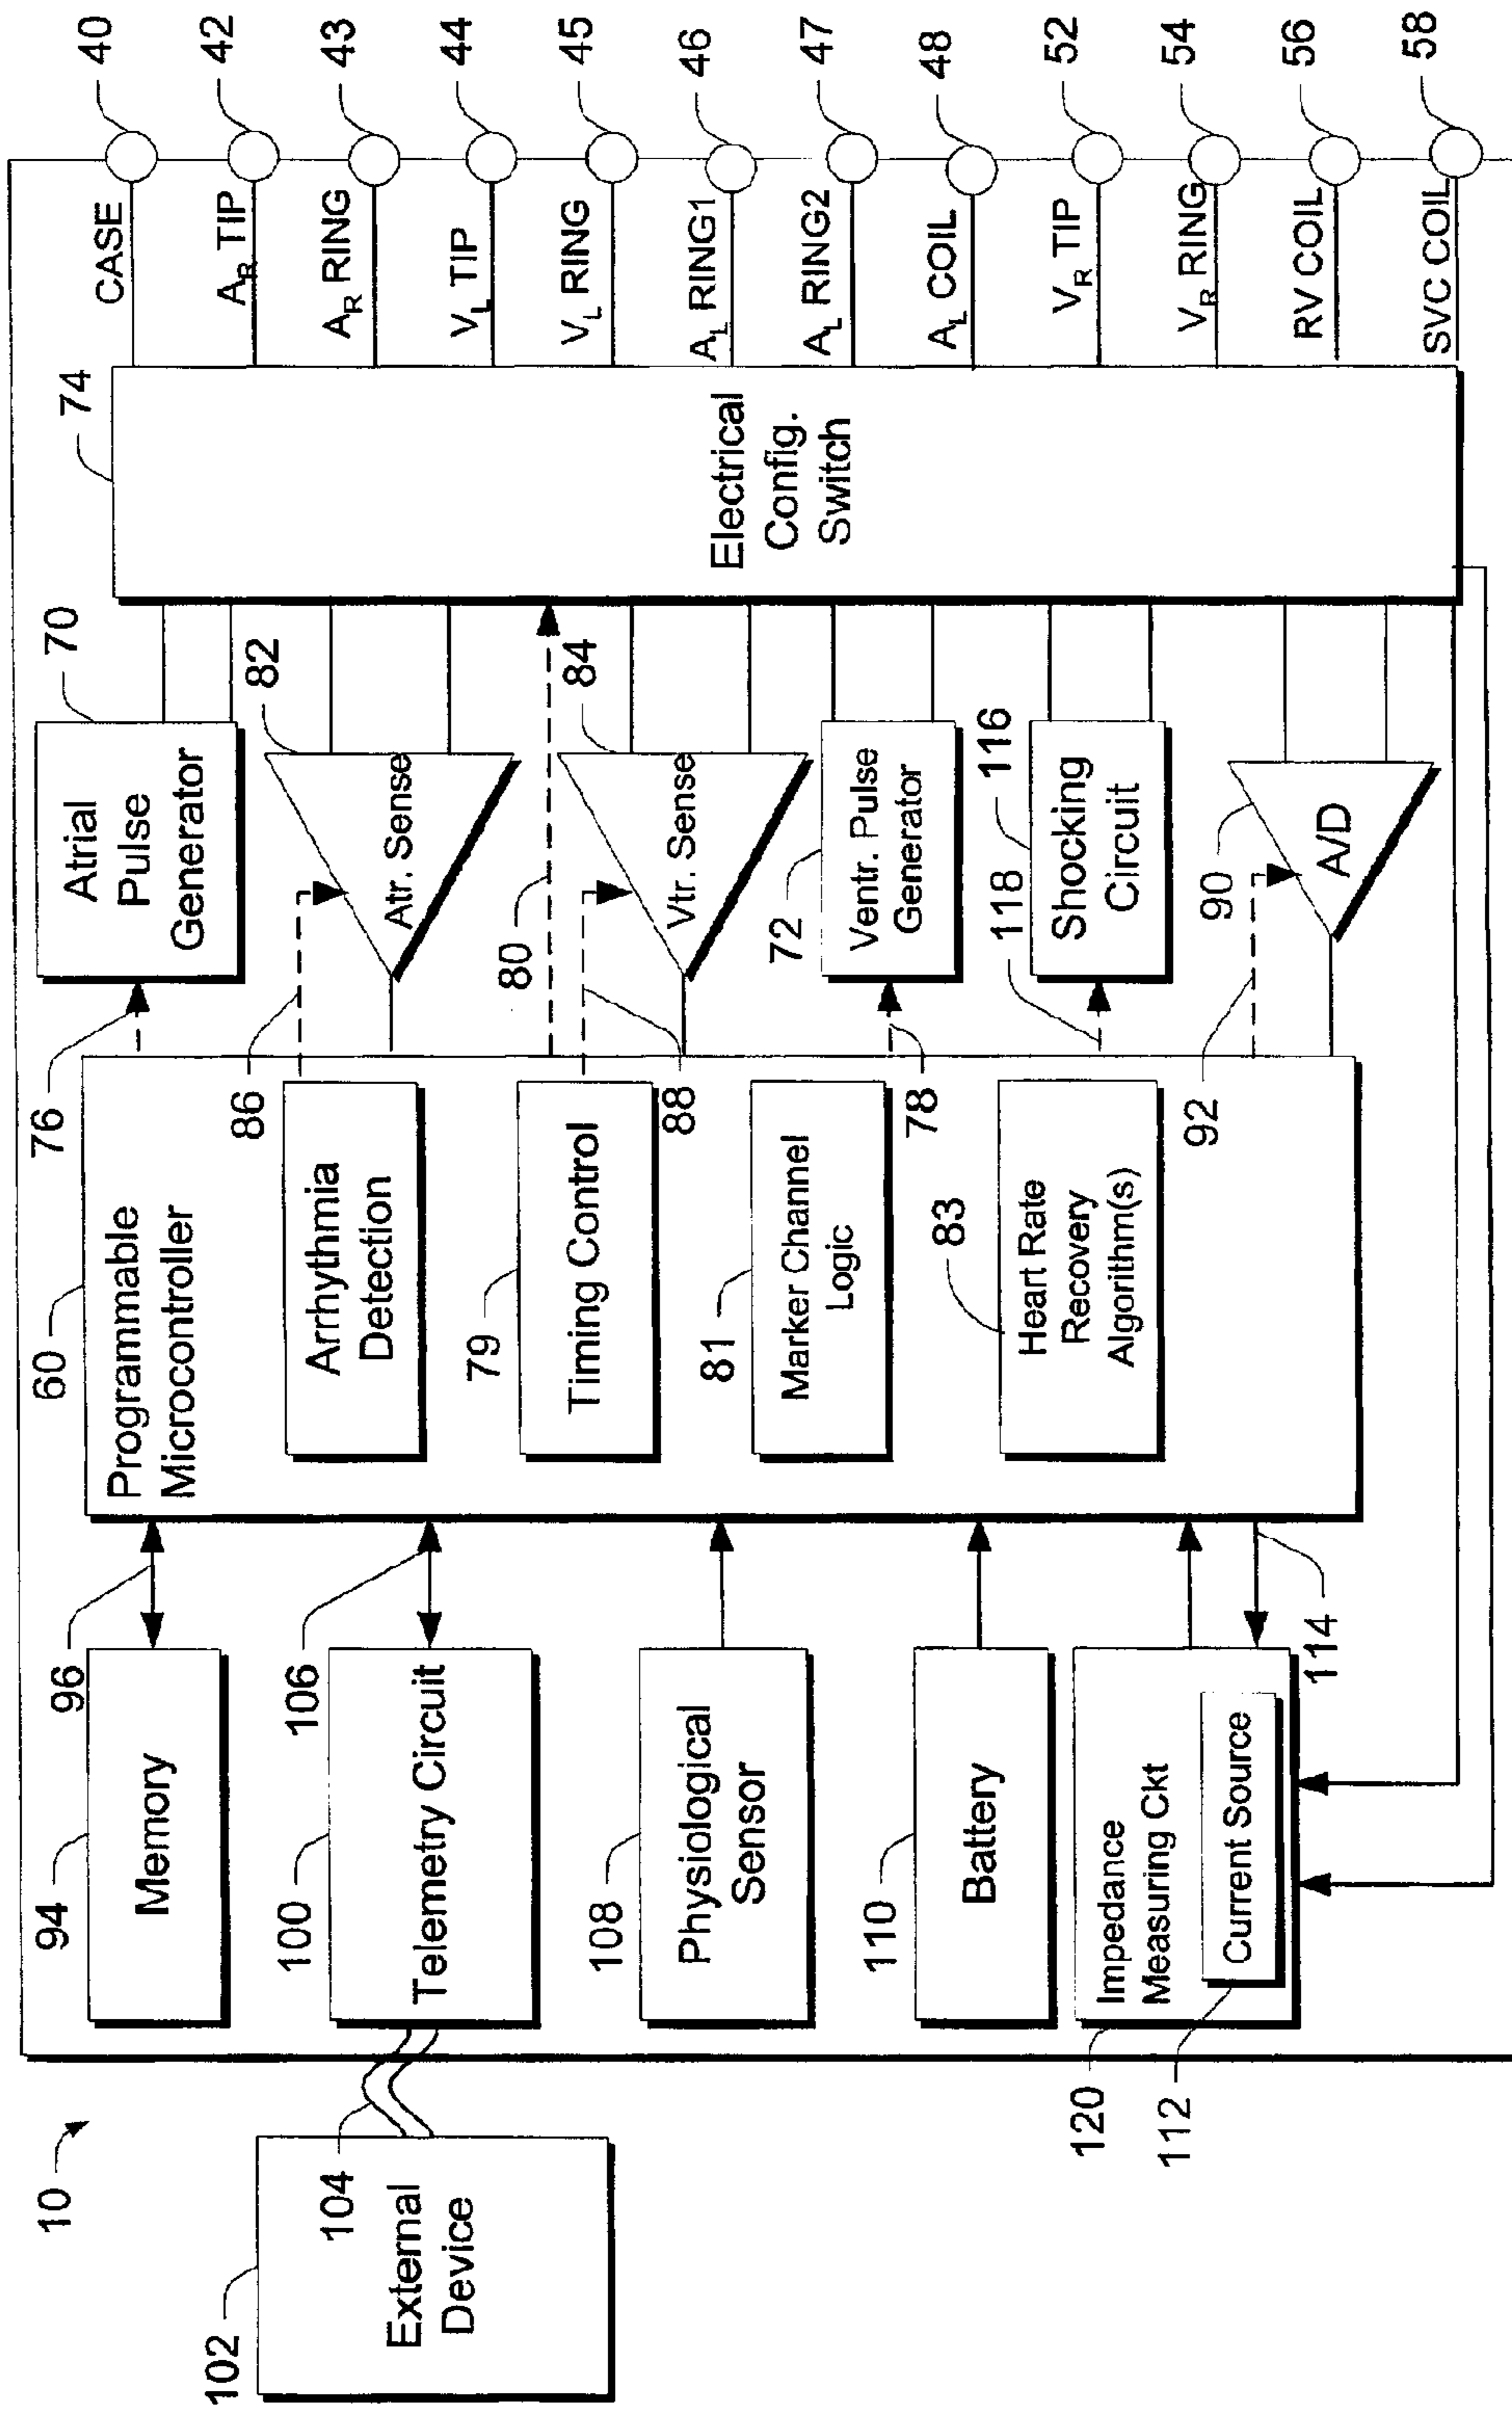 10
102
External
Device
104
94
Memory
96
100
Telemetry Circuit
106
108
Physiological
Sensor
110
Battery
120
Impedance
Measuring Ckt
Current Source
112
114
60
Programmable
Microcontroller
Arrhythmia
Detection
79
Timing Control
81
Marker Channel
Logic
83
Heart Rate
Recovery
Algorithm(s)
76
86
80
88
78
118
92
70
Atrial
Pulse
Generator
82
Atr. Sense
84
Vtr. Sense
72
Ventr. Pulse
Generator
116
Shocking
Circuit
90
A/D
74
Electrical
Config.
Switch
CASE 40
A_R TIP 42
A_R RING 43
V_L TIP 44
V_L RING 45
A_L RING1 46
A_L RING2 47
A_L COIL 48
V_R TIP 52
V_R RING 54
RV COIL 56
SVC COIL 58